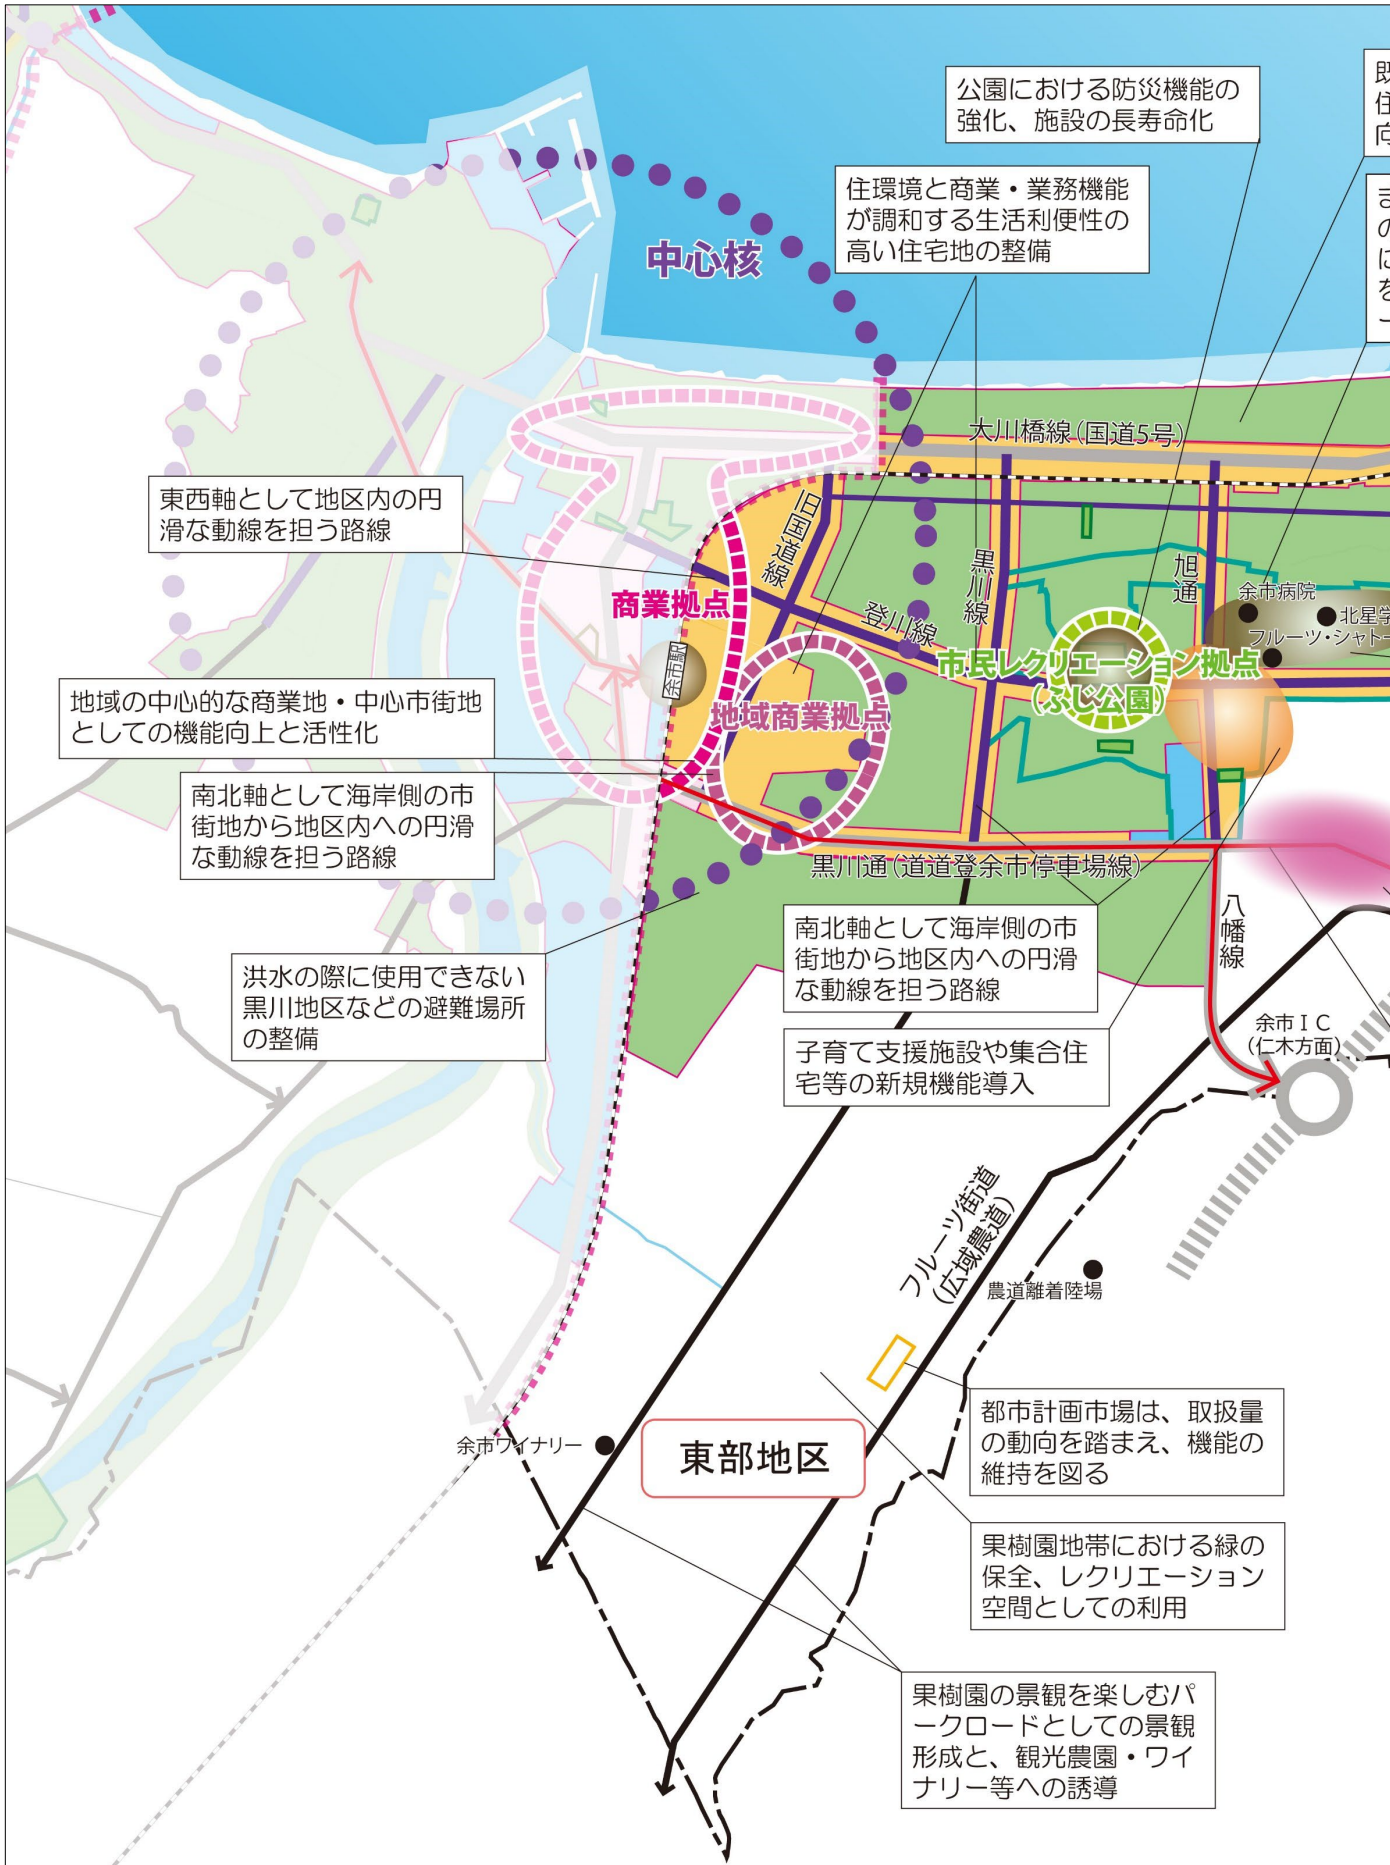 公園における防災機能の
強化、施設の長寿命化
既
住
向
住環境と商業・業務機能
が調和する生活利便性の
高い住宅地の整備
の
に
を
中心核
大川橋線(国道5号)
東西軸として地区内の円
滑な動線を担う路線
旧国道線
黒川線
旭通
登川線
余市病院
北星学
フルーツ・シャトー
商業拠点
余市駅
市民レクリエーション拠点
(ふじ公園)
地域商業拠点
地域の中心的な商業地・中心市街地
としての機能向上と活性化
南北軸として海岸側の市
街地から地区内への円滑
な動線を担う路線
黒川通(道道登余市停車場線)
八幡線
南北軸として海岸側の市
街地から地区内への円滑
な動線を担う路線
洪水の際に使用できない
黒川地区などの避難場所
の整備
余市IC
(仁木方面)
子育て支援施設や集合住
宅等の新規機能導入
フルーツ街道
(広域農道)
農道離着陸場
都市計画市場は、取扱量
の動向を踏まえ、機能の
維持を図る
余市ワイナリー
東部地区
果樹園地帯における緑の
保全、レクリエーション
空間としての利用
果樹園の景観を楽しむパ
ークロードとしての景観
形成と、観光農園・ワイ
ナリー等への誘導